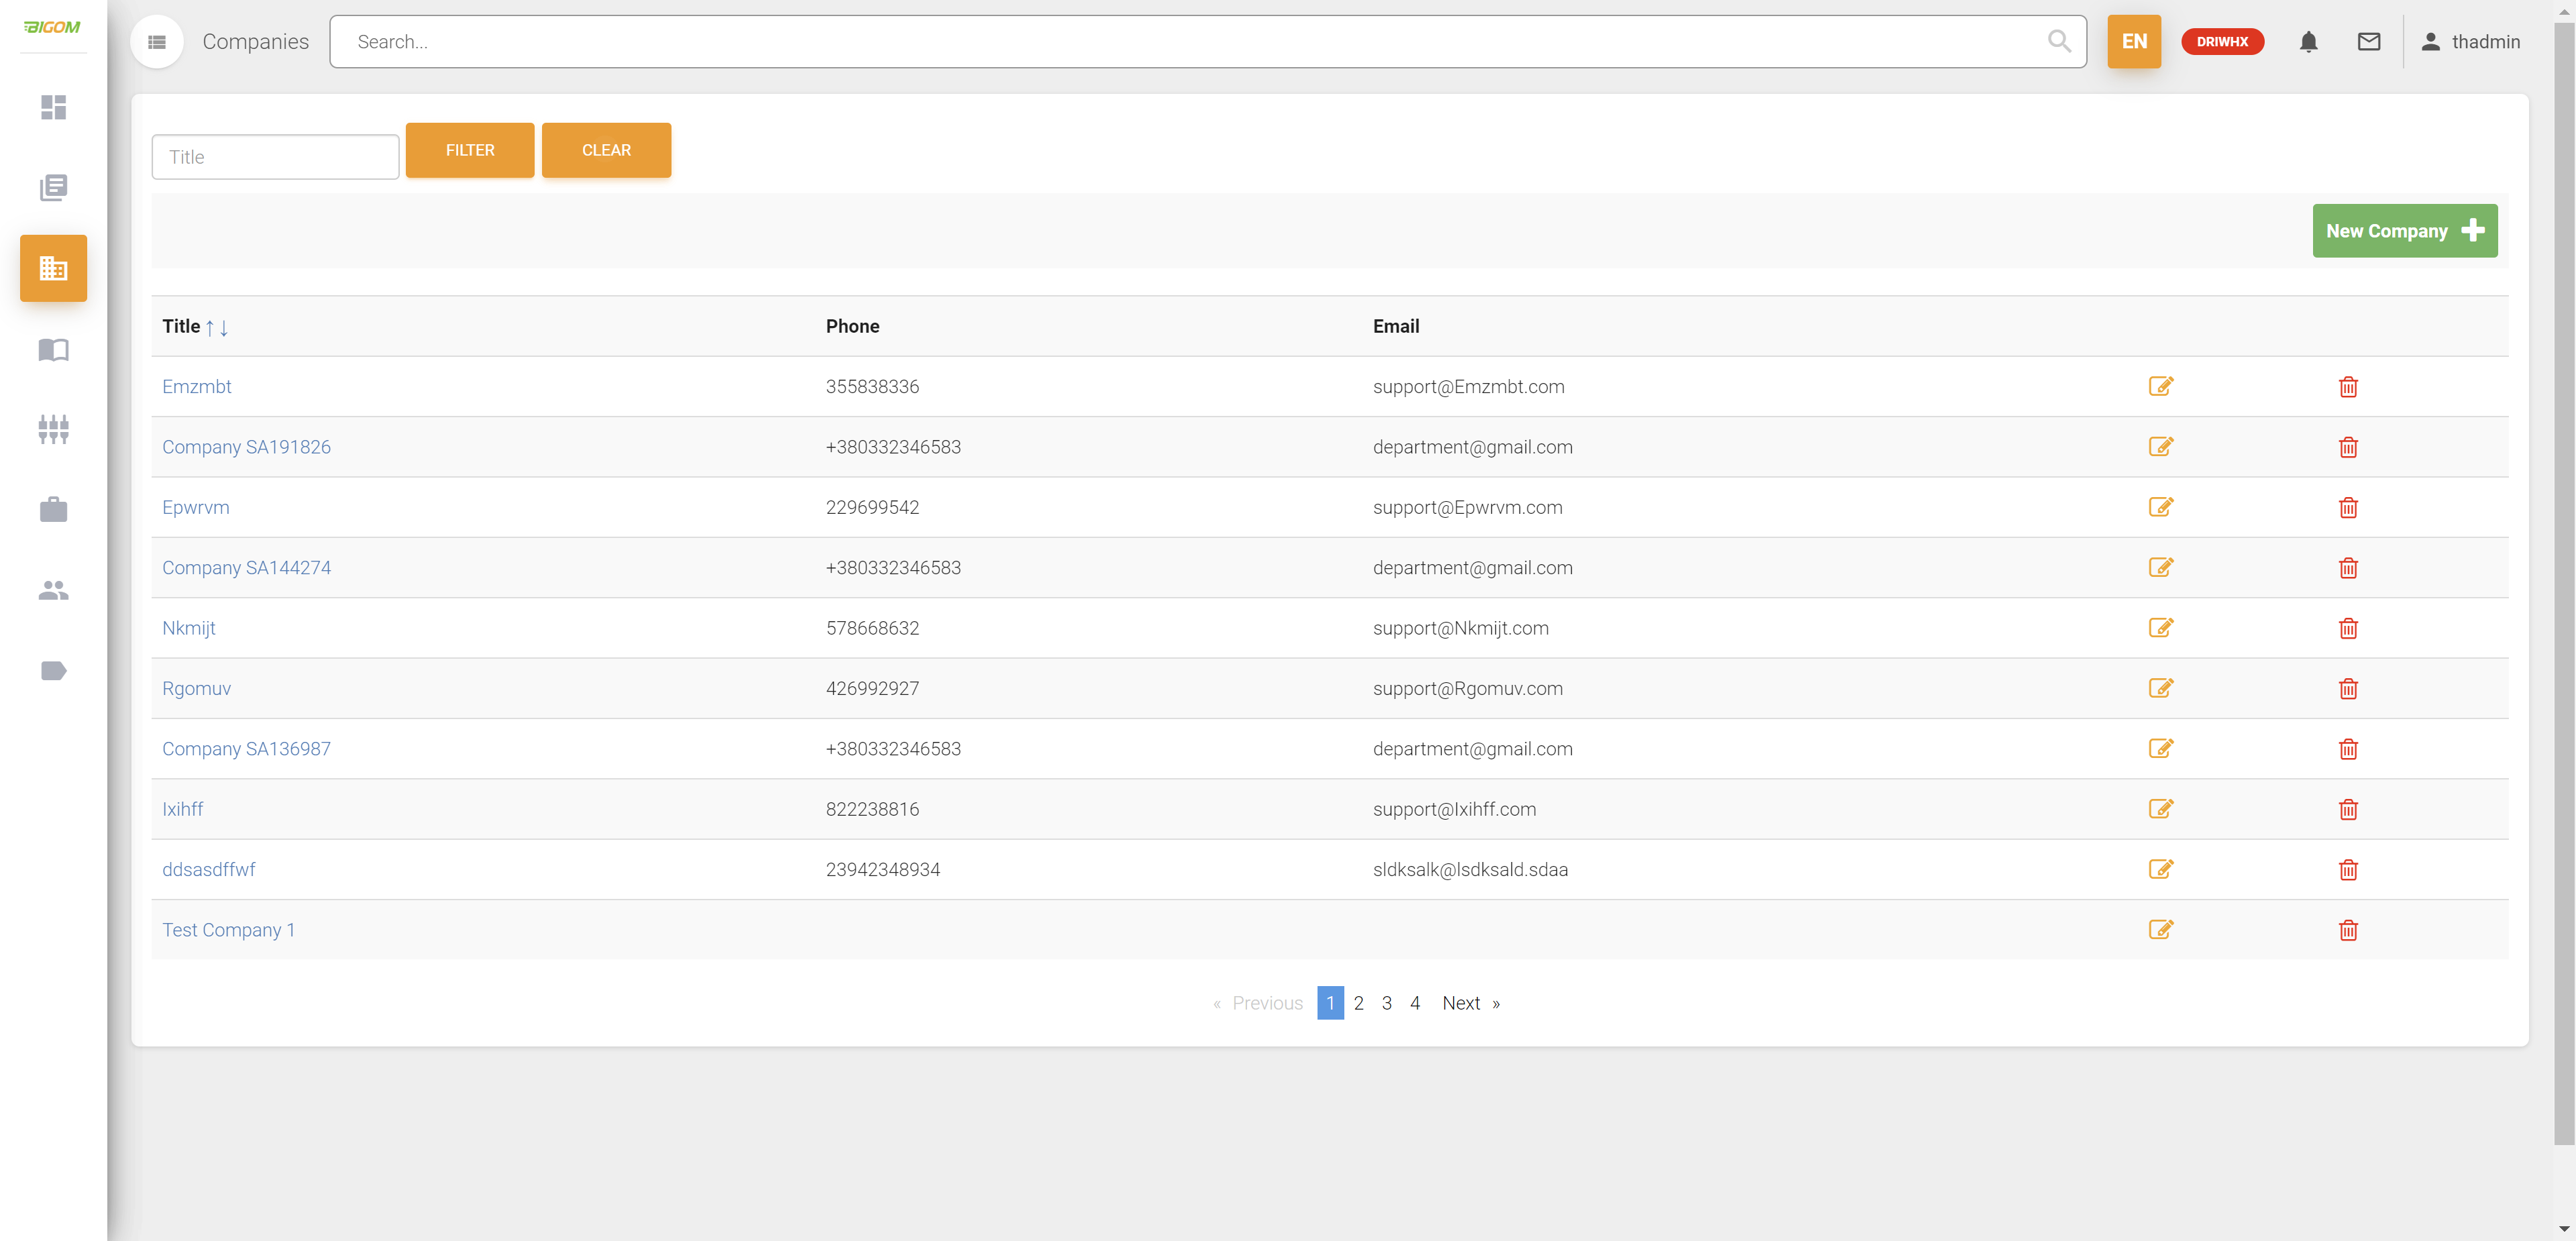 BIGOM
Companies
Search...
EN
DRIWHX
thadmin
Title
FILTER
CLEAR
New Company
Title ↑↓ Phone Email
Emzmbt 355838336 support@Emzmbt.com
Company SA191826 +380332346583 department@gmail.com
Epwrvm 229699542 support@Epwrvm.com
Company SA144274 +380332346583 department@gmail.com
Nkmijt 578668632 support@Nkmijt.com
Rgomuv 426992927 support@Rgomuv.com
Company SA136987 +380332346583 department@gmail.com
Ixihff 822238816 support@Ixihff.com
ddsasdffwf 23942348934 sldksalk@lsdksald.sdaa
Test Company 1
« Previous 1 2 3 4 Next »